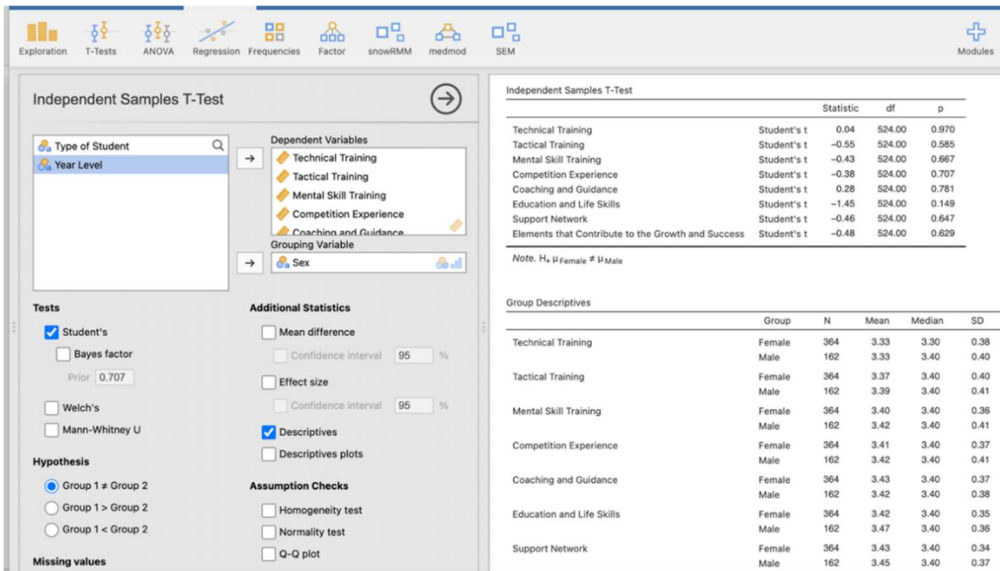 Exploration T-Tests ANOVA Regression Frequencies Factor snowRMM medmod SEM Modules
Independent Samples T-Test
Type of Student
Year Level
Dependent Variables
Technical Training
Tactical Training
Mental Skill Training
Competition Experience
Coaching and Guidance
Grouping Variable
Sex
Tests
Student's
Bayes factor
Prior 0.707
Welch's
Mann-Whitney U
Hypothesis
Group 1 ≠ Group 2
Group 1 > Group 2
Group 1 < Group 2
Missing values
Additional Statistics
Mean difference
Confidence interval 95 %
Effect size
Confidence interval 95 %
Descriptives
Descriptives plots
Assumption Checks
Homogeneity test
Normality test
Q-Q plot
Independent Samples T-Test
Statistic df p
Technical Training Student's t 0.04 524.00 0.970
Tactical Training Student's t −0.55 524.00 0.585
Mental Skill Training Student's t −0.43 524.00 0.667
Competition Experience Student's t −0.38 524.00 0.707
Coaching and Guidance Student's t 0.28 524.00 0.781
Education and Life Skills Student's t −1.45 524.00 0.149
Support Network Student's t −0.46 524.00 0.647
Elements that Contribute to the Growth and Success Student's t −0.48 524.00 0.629
Note. Hₐ μ Female ≠ μ Male
Group Descriptives
Group N Mean Median SD
Technical Training Female 364 3.33 3.30 0.38
Male 162 3.33 3.40 0.40
Tactical Training Female 364 3.37 3.40 0.40
Male 162 3.39 3.40 0.41
Mental Skill Training Female 364 3.40 3.40 0.36
Male 162 3.42 3.40 0.41
Competition Experience Female 364 3.41 3.40 0.37
Male 162 3.42 3.40 0.41
Coaching and Guidance Female 364 3.43 3.40 0.37
Male 162 3.42 3.40 0.38
Education and Life Skills Female 364 3.42 3.40 0.35
Male 162 3.47 3.40 0.36
Support Network Female 364 3.43 3.40 0.34
Male 162 3.45 3.40 0.37